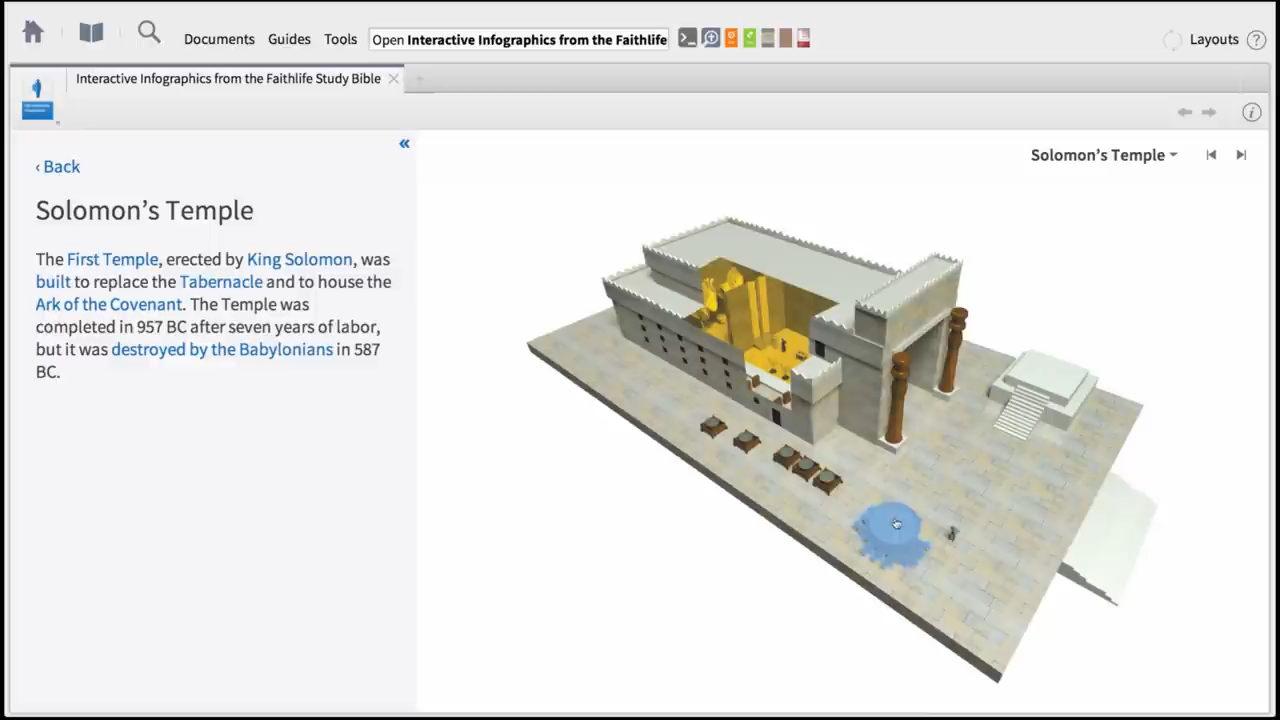 Documents Guides Tools Open Interactive Infographics from the Faithlife Layouts ?
Interactive Infographics from the Faithlife Study Bible
‹ Back
Solomon’s Temple
Solomon’s Temple
The First Temple, erected by King Solomon, was
built to replace the Tabernacle and to house the
Ark of the Covenant. The Temple was
completed in 957 BC after seven years of labor,
but it was destroyed by the Babylonians in 587
BC.